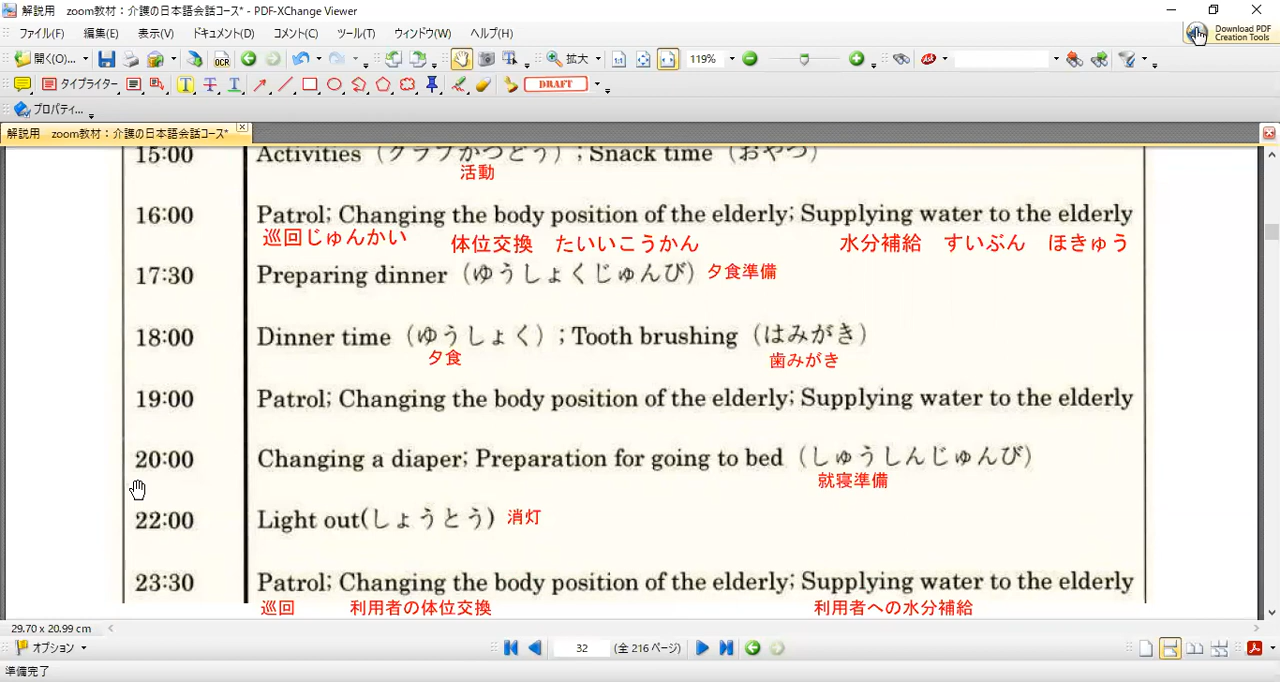 解説用 zoom教材：介護の日本語会話コース* - PDF-XChange Viewer
ファイル(F) 編集(E) 表示(V) ドキュメント(D) コメント(C) ツール(T) ウィンドウ(W) ヘルプ(H)
Download PDF
Creation Tools
開く(O)... OCR 拡大 119%
タイプライター DRAFT
プロパティ...
解説用 zoom教材：介護の日本語会話コース*
15:00 Activities（クラブかつどう）; Snack time（おやつ）
活動
16:00 Patrol; Changing the body position of the elderly; Supplying water to the elderly
巡回じゅんかい 体位交換 たいいこうかん 水分補給 すいぶん ほきゅう
17:30 Preparing dinner（ゆうしょくじゅんび）夕食準備
18:00 Dinner time（ゆうしょく）; Tooth brushing（はみがき）
夕食 歯みがき
19:00 Patrol; Changing the body position of the elderly; Supplying water to the elderly
20:00 Changing a diaper; Preparation for going to bed（しゅうしんじゅんび）
就寝準備
22:00 Light out(しょうとう) 消灯
23:30 Patrol; Changing the body position of the elderly; Supplying water to the elderly
巡回 利用者の体位交換 利用者への水分補給
29.70 x 20.99 cm
オプション 32 (全 216 ページ)
準備完了